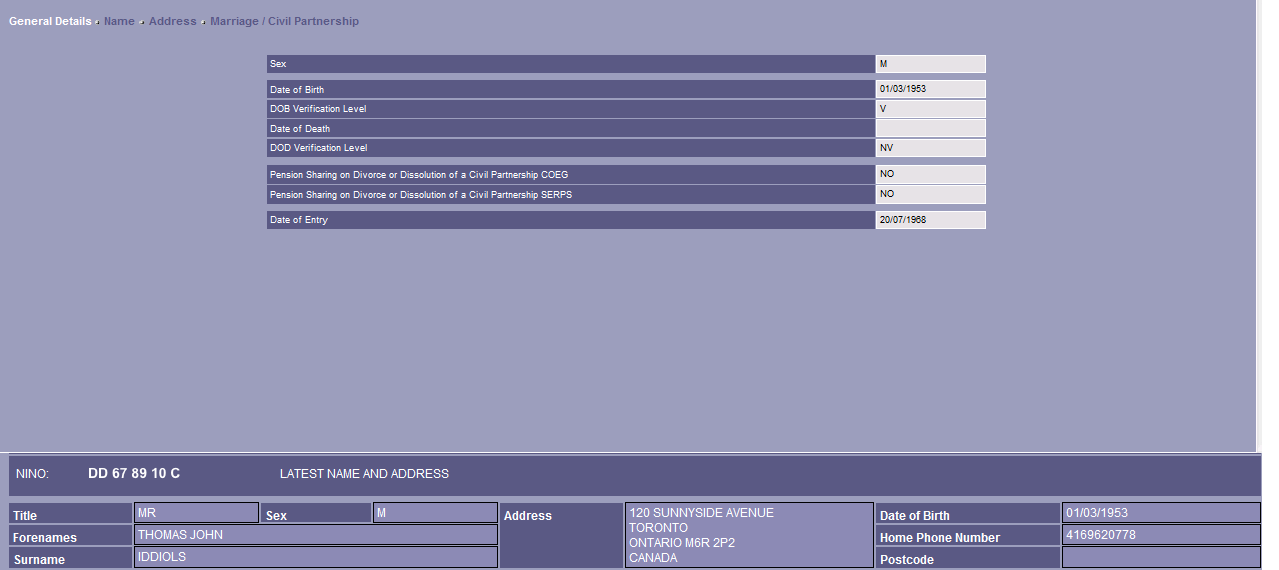 General Details Name Address Marriage / Civil Partnership
Sex M
Date of Birth 01/03/1953
DOB Verification Level V
Date of Death
DOD Verification Level NV
Pension Sharing on Divorce or Dissolution of a Civil Partnership COEG NO
Pension Sharing on Divorce or Dissolution of a Civil Partnership SERPS NO
Date of Entry 20/07/1968
NINO: DD 67 89 10 C LATEST NAME AND ADDRESS
Title MR Sex M Address 120 SUNNYSIDE AVENUE Date of Birth 01/03/1953
TORONTO
Forenames THOMAS JOHN ONTARIO M6R 2P2 Home Phone Number 4169620778
Surname IDDIOLS CANADA Postcode